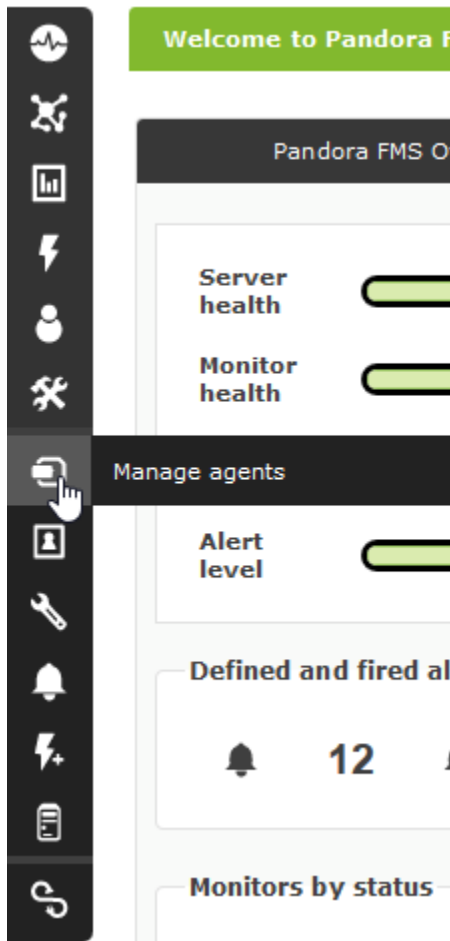 Welcome to Pandora
Pandora FMS
Server
health
Monitor
health
Manage agents
Alert
level
Defined and fired
12
Monitors by status